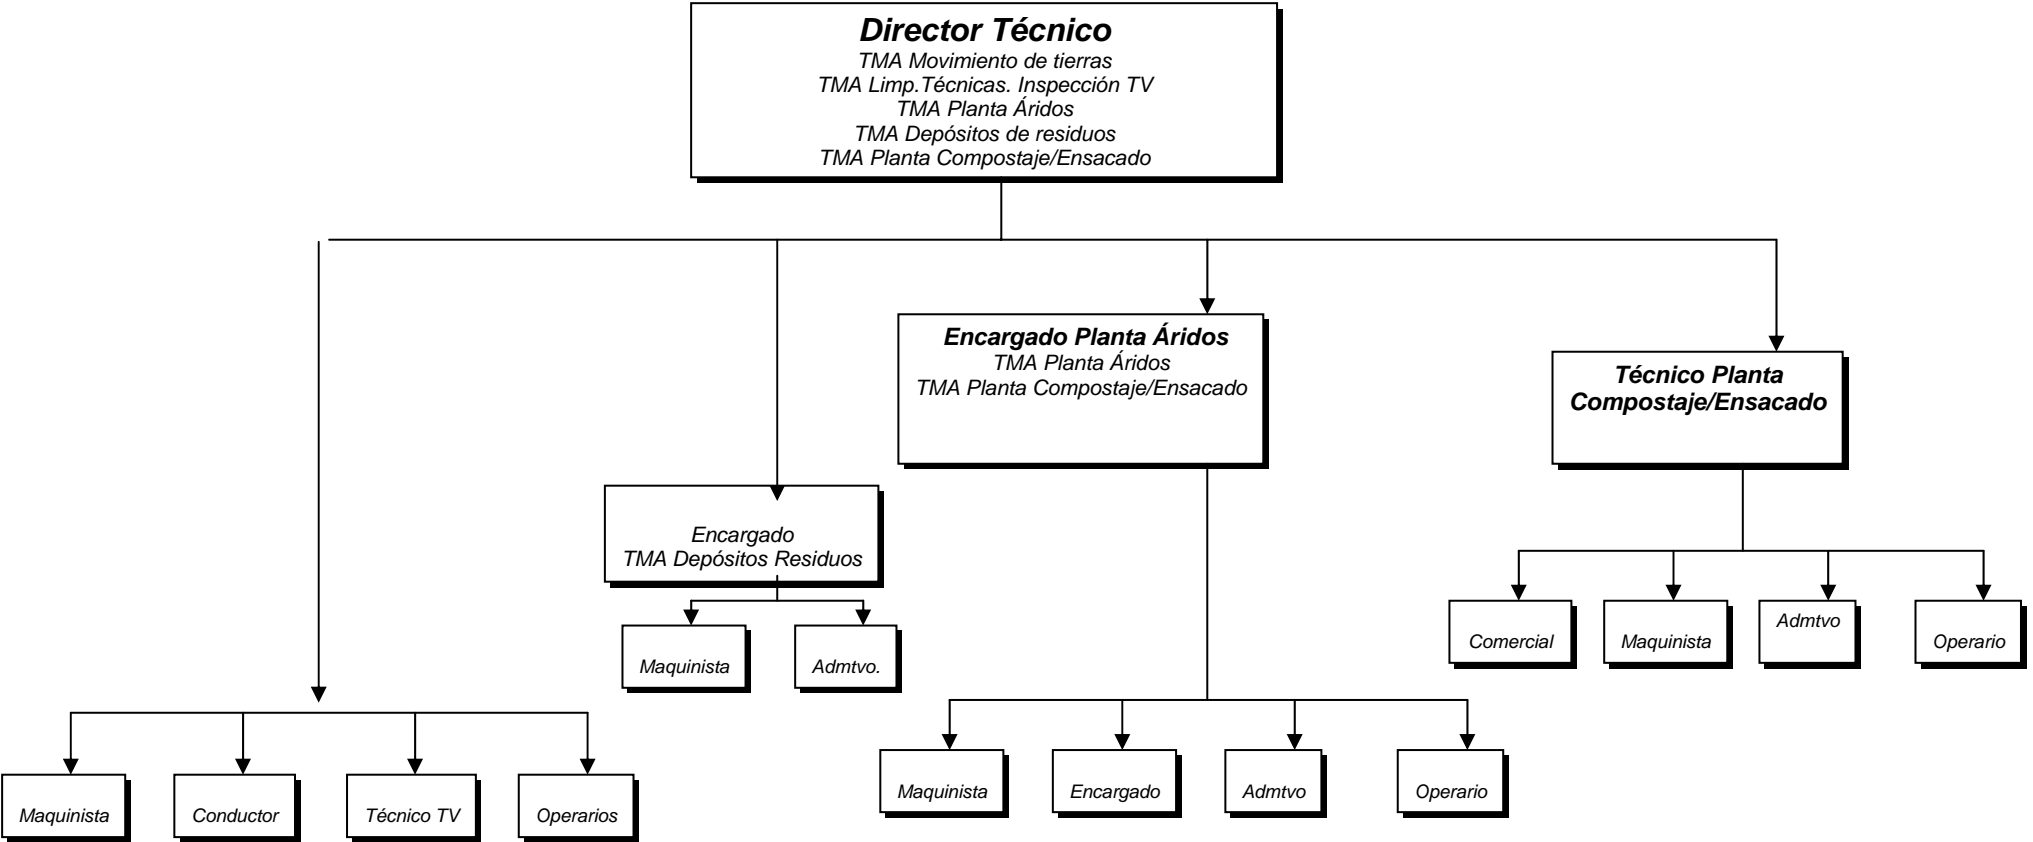 Director Técnico
TMA Movimiento de tierras
TMA Limp.Técnicas. Inspección TV
TMA Planta Áridos
TMA Depósitos de residuos
TMA Planta Compostaje/Ensacado
Encargado Planta Áridos
TMA Planta Áridos
TMA Planta Compostaje/Ensacado
Técnico Planta
Compostaje/Ensacado
Encargado
TMA Depósitos Residuos
Comercial
Maquinista
Admtvo
Operario
Maquinista
Admtvo.
Maquinista
Encargado
Admtvo
Operario
Maquinista
Conductor
Técnico TV
Operarios